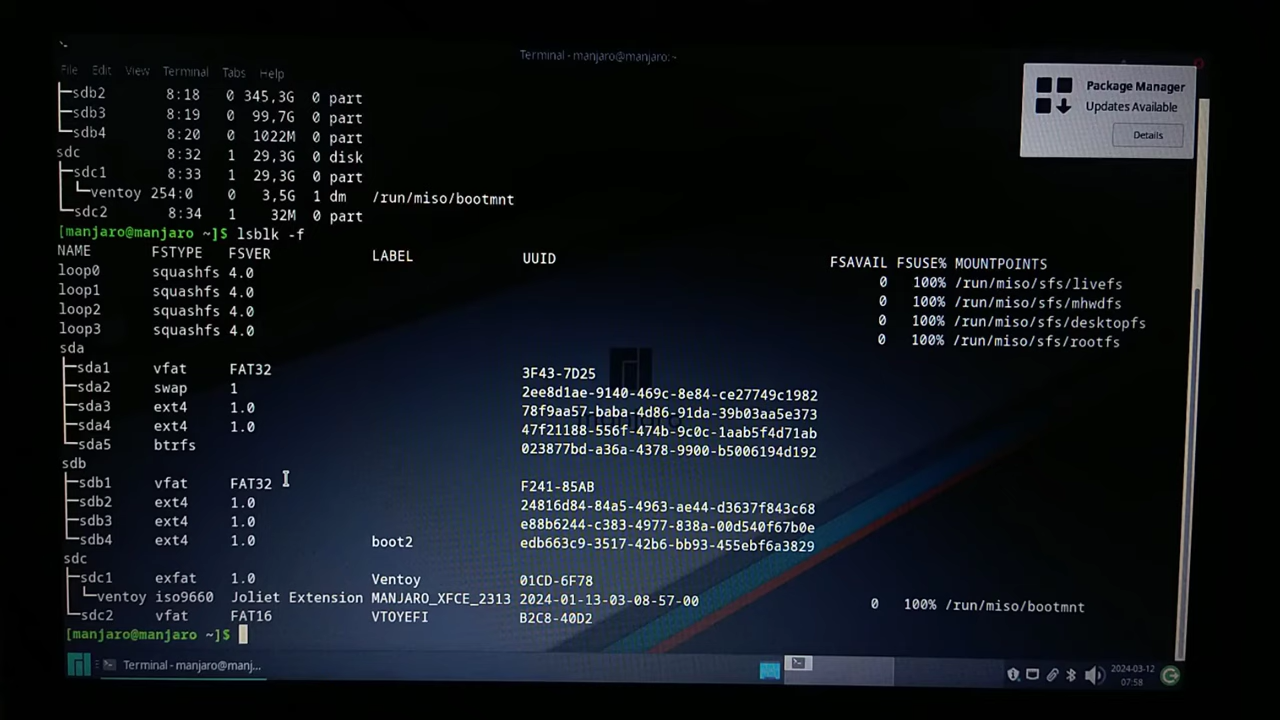 Terminal - manjaro@manjaro:~
File Edit View Terminal Tabs Help
Package Manager
Updates Available
Details
├─sdb2 8:18 0 345,3G 0 part
├─sdb3 8:19 0 99,7G 0 part
└─sdb4 8:20 0 1022M 0 part
sdc 8:32 1 29,3G 0 disk
├─sdc1 8:33 1 29,3G 0 part
│ └─ventoy 254:0 0 3,5G 1 dm /run/miso/bootmnt
└─sdc2 8:34 1 32M 0 part
[manjaro@manjaro ~]$ lsblk -f
NAME FSTYPE FSVER LABEL UUID FSAVAIL FSUSE% MOUNTPOINTS
loop0 squashfs 4.0 0 100% /run/miso/sfs/livefs
loop1 squashfs 4.0 0 100% /run/miso/sfs/mhwdfs
loop2 squashfs 4.0 0 100% /run/miso/sfs/desktopfs
loop3 squashfs 4.0 0 100% /run/miso/sfs/rootfs
sda
├─sda1 vfat FAT32 3F43-7D25
├─sda2 swap 1 2ee8d1ae-9140-469c-8e84-ce27749c1982
├─sda3 ext4 1.0 78f9aa57-baba-4d86-91da-39b03aa5e373
├─sda4 ext4 1.0 47f21188-556f-474b-9c0c-1aab5f4d71ab
└─sda5 btrfs 023877bd-a36a-4378-9900-b5006194d192
sdb
├─sdb1 vfat FAT32 F241-85AB
├─sdb2 ext4 1.0 24816d84-84a5-4963-ae44-d3637f843c68
├─sdb3 ext4 1.0 e88b6244-c383-4977-838a-00d540f67b0e
└─sdb4 ext4 1.0 boot2 edb663c9-3517-42b6-bb93-455ebf6a3829
sdc
├─sdc1 exfat 1.0 Ventoy 01CD-6F78
│ └─ventoy iso9660 Joliet Extension MANJARO_XFCE_2313 2024-01-13-03-08-57-00 0 100% /run/miso/bootmnt
└─sdc2 vfat FAT16 VTOYEFI B2C8-40D2
[manjaro@manjaro ~]$
Terminal - manjaro@manj...
2024-03-12
07:58